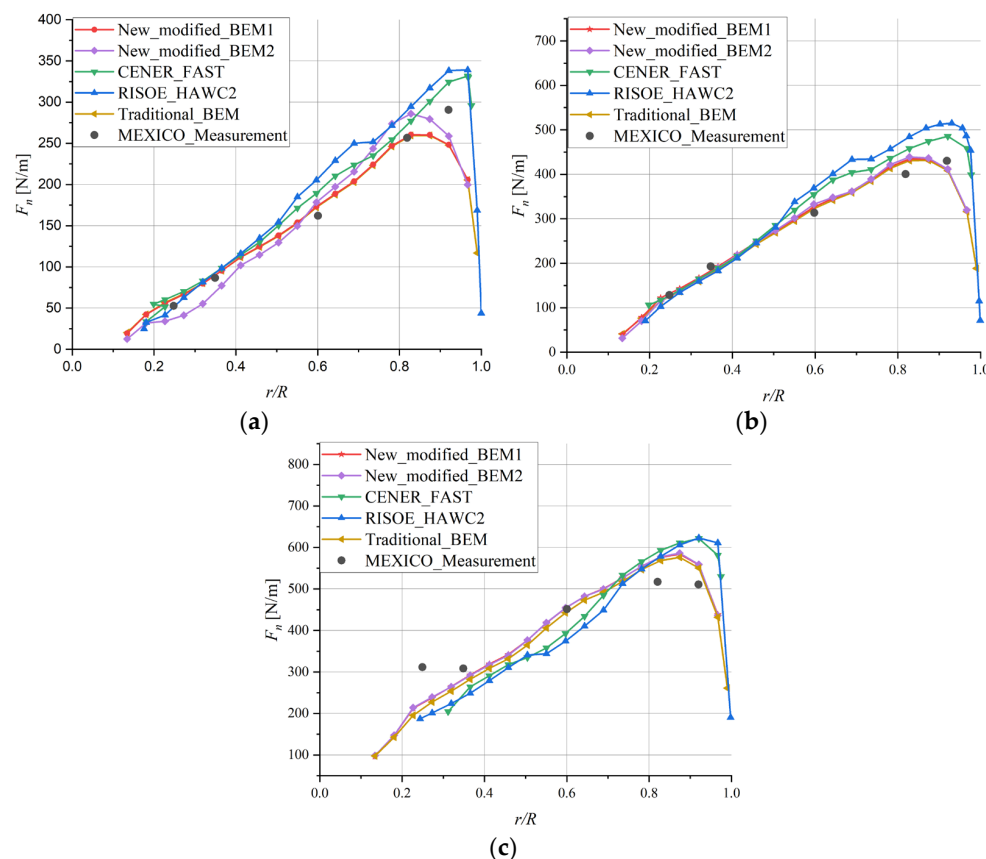 400
350
300
250
200
150
100
50
0
F_n [N/m]
New_modified_BEM1
New_modified_BEM2
CENER_FAST
RISOE_HAWC2
Traditional_BEM
MEXICO_Measurement
0.0 0.2 0.4 0.6 0.8 1.0
r/R
(a)
700
600
500
400
300
200
100
0
F_n [N/m]
New_modified_BEM1
New_modified_BEM2
CENER_FAST
RISOE_HAWC2
Traditional_BEM
MEXICO_Measurement
0.0 0.2 0.4 0.6 0.8 1.0
r/R
(b)
800
700
600
500
400
300
200
100
F_n [N/m]
New_modified_BEM1
New_modified_BEM2
CENER_FAST
RISOE_HAWC2
Traditional_BEM
MEXICO_Measurement
0.0 0.2 0.4 0.6 0.8 1.0
r/R
(c)